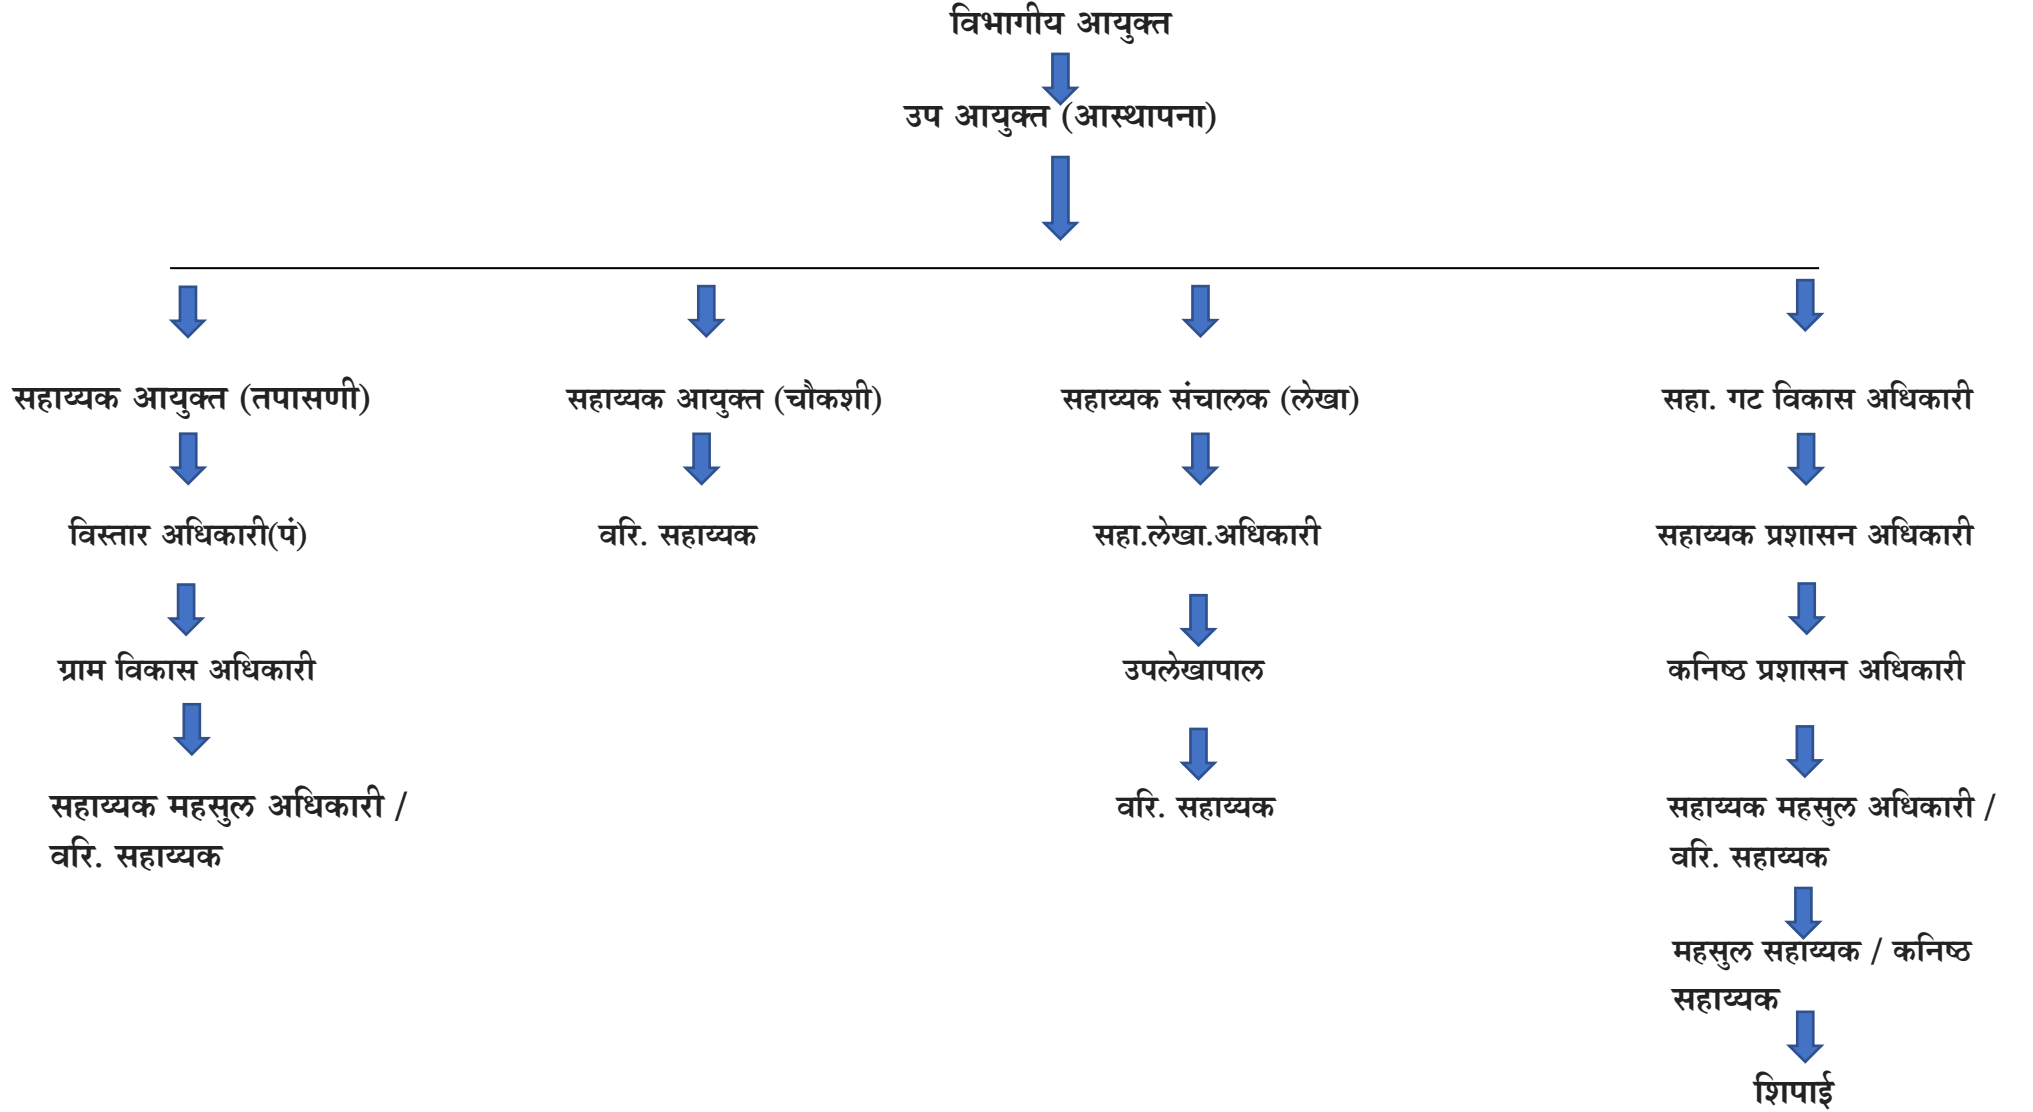 विभागीय आयुक्त
उप आयुक्त (आस्थापना)
सहाय्यक आयुक्त (तपासणी)
सहाय्यक आयुक्त (चौकशी)
सहाय्यक संचालक (लेखा)
सहा. गट विकास अधिकारी
विस्तार अधिकारी(पं)
वरि. सहाय्यक
सहा.लेखा.अधिकारी
सहाय्यक प्रशासन अधिकारी
ग्राम विकास अधिकारी
उपलेखापाल
कनिष्ठ प्रशासन अधिकारी
सहाय्यक महसुल अधिकारी /
वरि. सहाय्यक
वरि. सहाय्यक
सहाय्यक महसुल अधिकारी /
वरि. सहाय्यक
महसुल सहाय्यक / कनिष्ठ
सहाय्यक
शिपाई